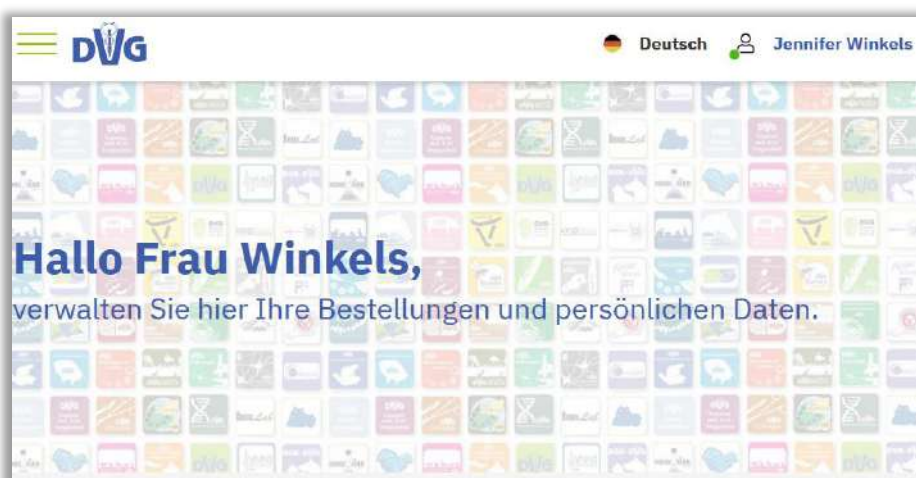 DVG
Deutsch
Jennifer Winkels
Hallo Frau Winkels,
verwalten Sie hier Ihre Bestellungen und persönlichen Daten.